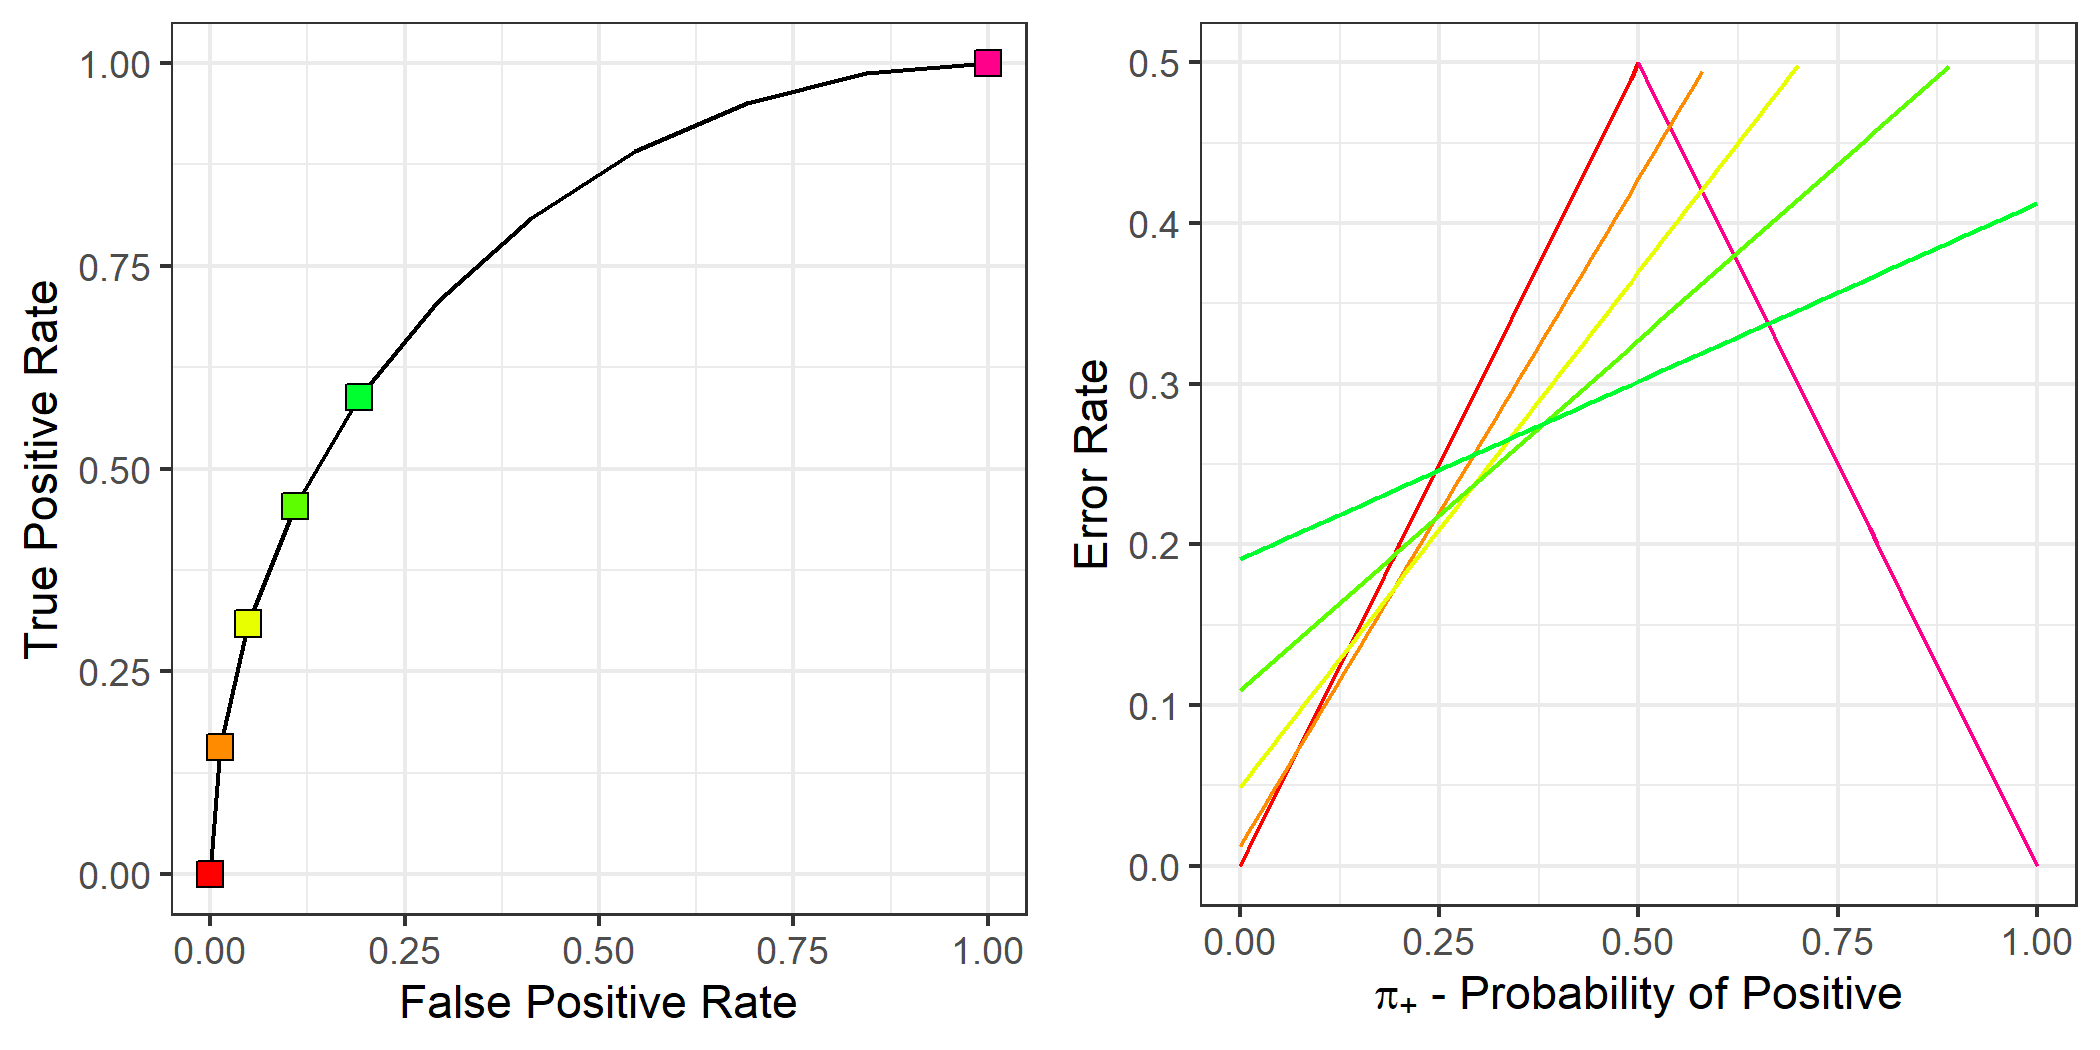 True Positive Rate
1.00
0.75
0.50
0.25
0.00
0.00 0.25 0.50 0.75 1.00
False Positive Rate
Error Rate
0.5
0.4
0.3
0.2
0.1
0.0
0.00 0.25 0.50 0.75 1.00
π+ - Probability of Positive